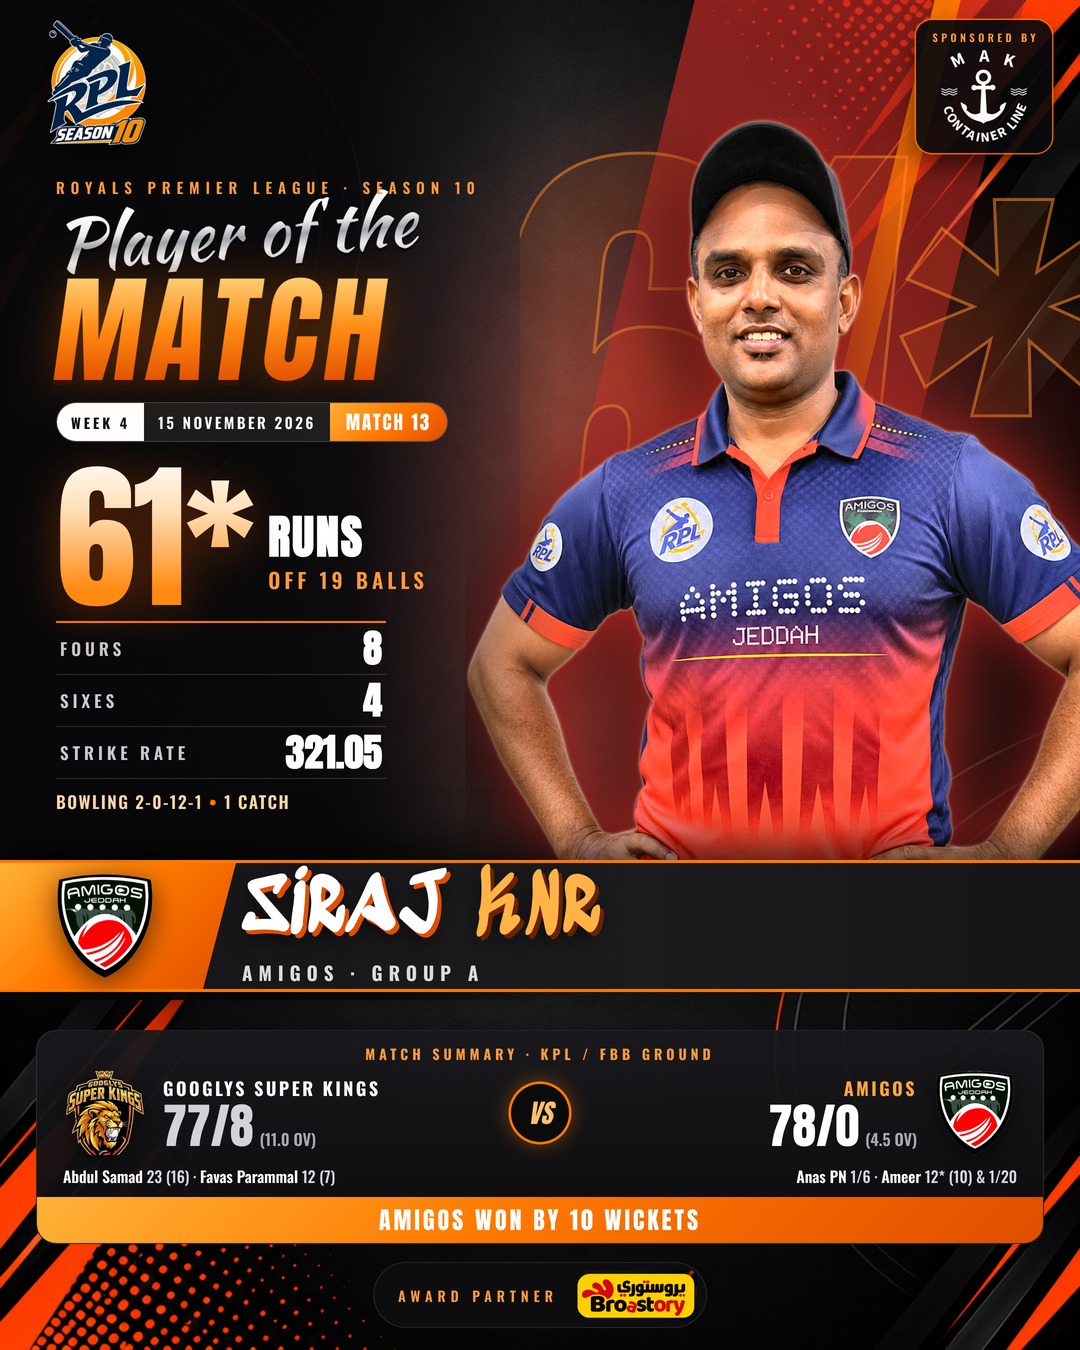 RPL
SEASON 10
SPONSORED BY
MAK
CONTAINER LINE
ROYALS PREMIER LEAGUE · SEASON 10
Player of the
MATCH
WEEK 4
15 NOVEMBER 2026
MATCH 13
61*
61* RUNS
OFF 19 BALLS
FOURS 8
SIXES 4
STRIKE RATE 321.05
BOWLING 2-0-12-1 • 1 CATCH
RPL
RPL
AMIGOS
RPL
AMIGOS
JEDDAH
AMIGOS
JEDDAH
SIRAJ KNR
AMIGOS · GROUP A
MATCH SUMMARY · KPL / FBB GROUND
GOOGLYS
SUPER KINGS
GOOGLYS SUPER KINGS
77/8 (11.0 OV)
VS
AMIGOS
78/0 (4.5 OV)
AMIGOS
JEDDAH
Abdul Samad 23 (16) · Favas Parammal 12 (7)
Anas PN 1/6 · Ameer 12* (10) & 1/20
AMIGOS WON BY 10 WICKETS
AWARD PARTNER
بروستوري
Broastory